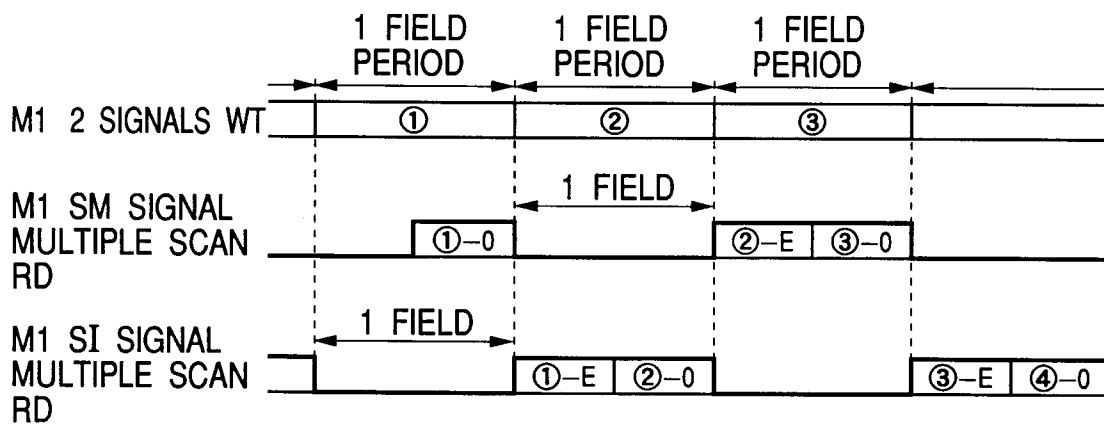 1 FIELD PERIOD
1 FIELD PERIOD
1 FIELD PERIOD
M1 2 SIGNALS WT
①
②
③
1 FIELD
M1 SM SIGNAL
MULTIPLE SCAN
RD
①-0
②-E
③-0
1 FIELD
M1 SI SIGNAL
MULTIPLE SCAN
RD
①-E
②-0
③-E
④-0